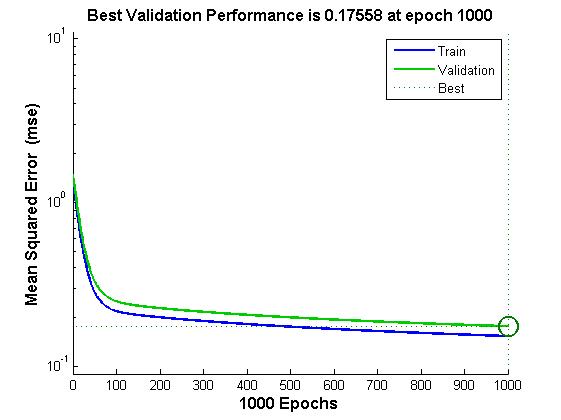 Best Validation Performance is 0.17558 at epoch 1000
Train
Validation
Best
Mean Squared Error (mse)
10^1
10^0
10^-1
0 100 200 300 400 500 600 700 800 900 1000
1000 Epochs